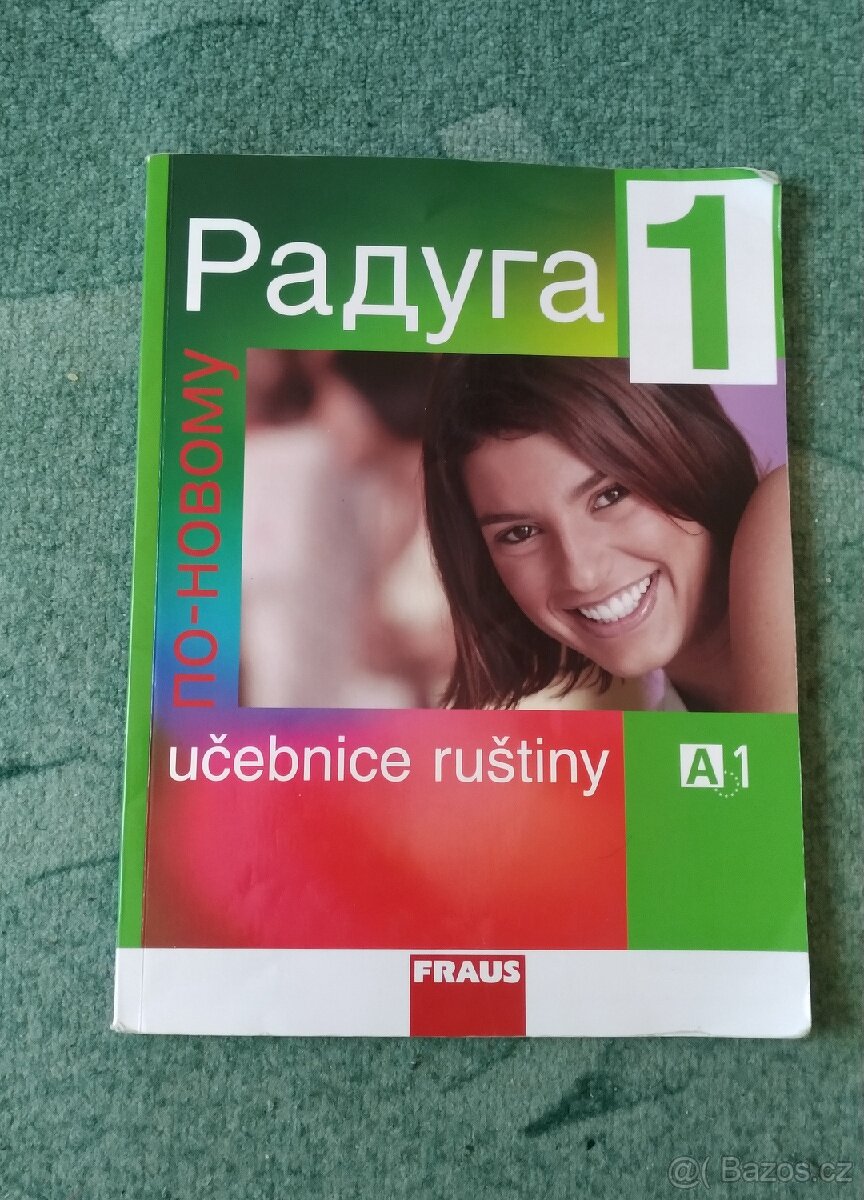 Радуга
1
по-новому
učebnice ruštiny
A1
FRAUS
@( Bazos.cz